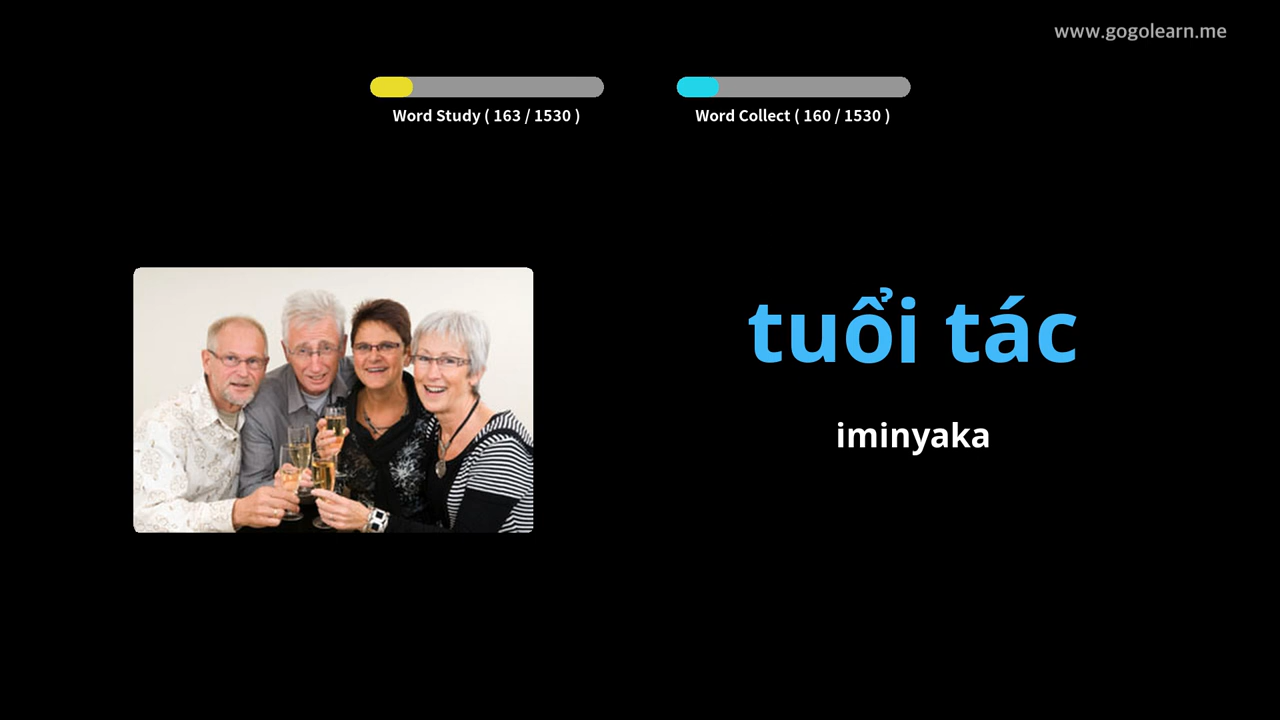 www.gogolearn.me
Word Study ( 163 / 1530 )
Word Collect ( 160 / 1530 )
tuổi tác
iminyaka